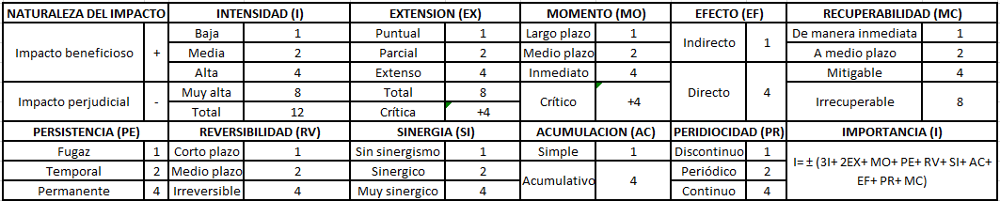 NATURALEZA DEL IMPACTO INTENSIDAD (I) EXTENSION (EX) MOMENTO (MO) EFECTO (EF) RECUPERABILIDAD (MC)
Impacto beneficioso + Baja 1 Puntual 1 Largo plazo 1 Indirecto 1 De manera inmediata 1
Media 2 Parcial 2 Medio plazo 2 A medio plazo 2
Alta 4 Extenso 4 Inmediato 4 Directo 4 Mitigable 4
Impacto perjudicial - Muy alta 8 Total 8 Crítico +4 Irrecuperable 8
Total 12 Crítica +4
PERSISTENCIA (PE) REVERSIBILIDAD (RV) SINERGIA (SI) ACUMULACION (AC) PERIDIOCIDAD (PR) IMPORTANCIA (I)
Fugaz 1 Corto plazo 1 Sin sinergismo 1 Simple 1 Discontinuo 1 I= ± (3I+ 2EX+ MO+ PE+ RV+ SI+ AC+
Temporal 2 Medio plazo 2 Sinergico 2 Acumulativo 4 Periódico 2 EF+ PR+ MC)
Permanente 4 Irreversible 4 Muy sinergico 4 Continuo 4